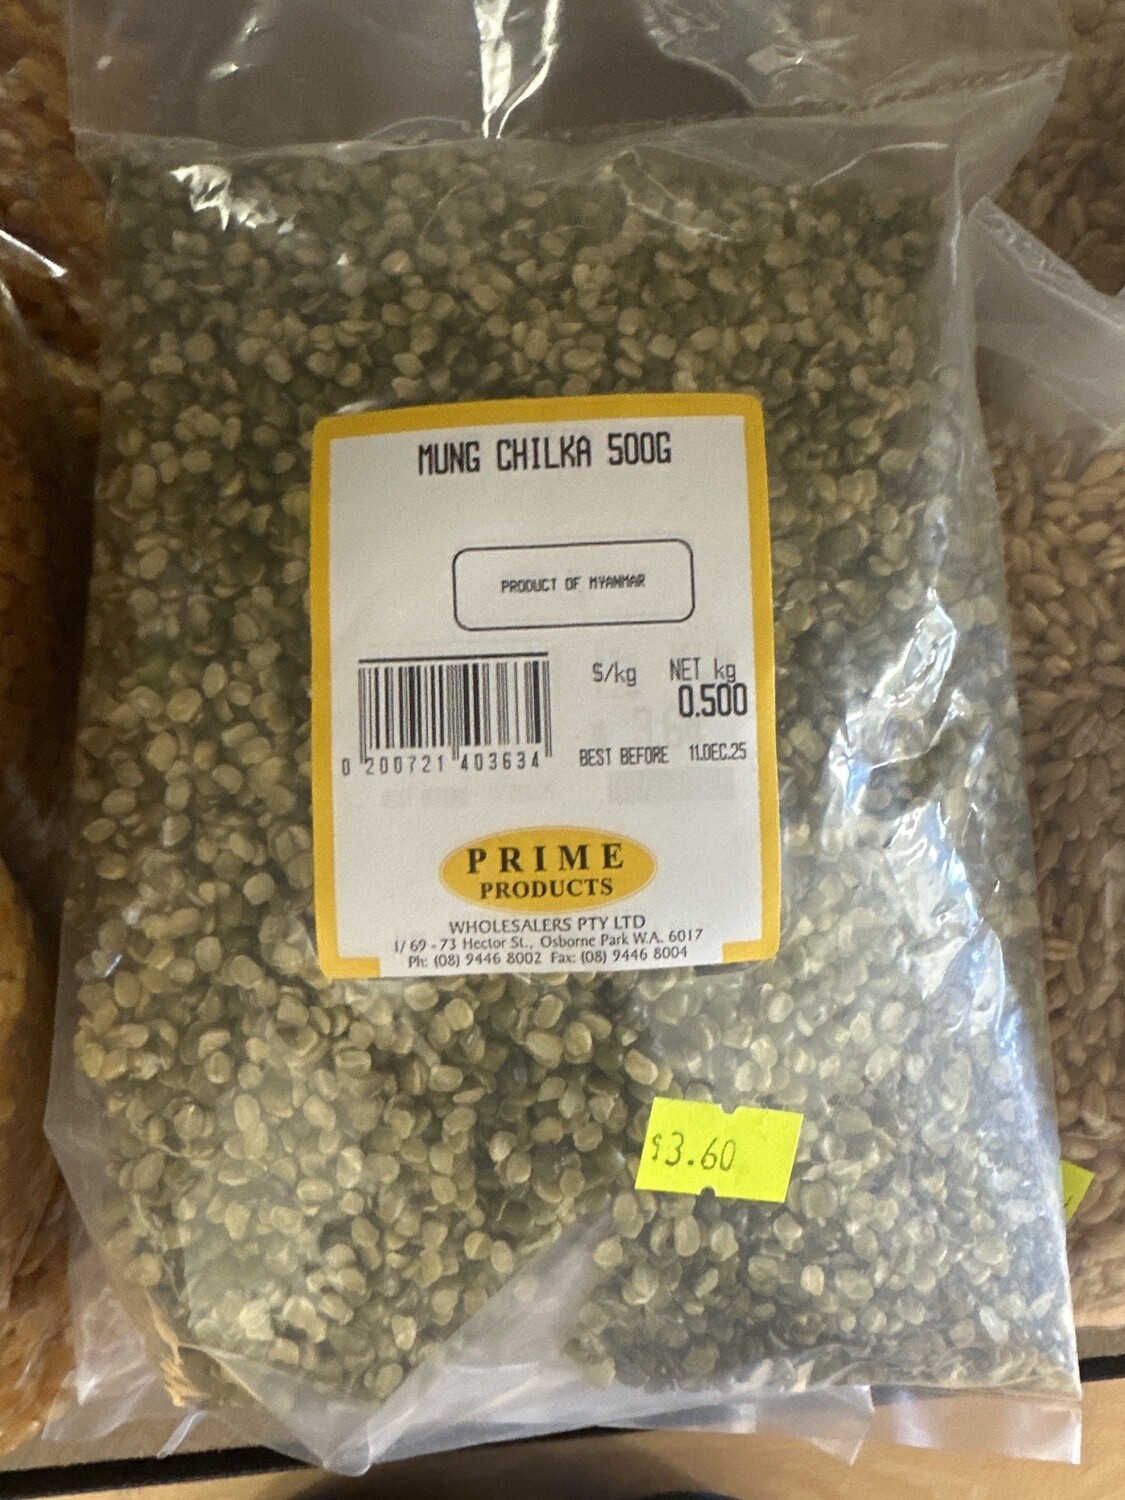 MUNG CHILKA 500G
PRODUCT OF MYANMAR
$/kg NET kg
0.500
0 200721 403634
BEST BEFORE 11.DEC.25
PRIME
PRODUCTS
WHOLESALERS PTY LTD
1/69-73 Hector St., Osborne Park W.A. 6017
Ph: (08) 9446 8002 Fax: (08) 9446 8004
$3.60